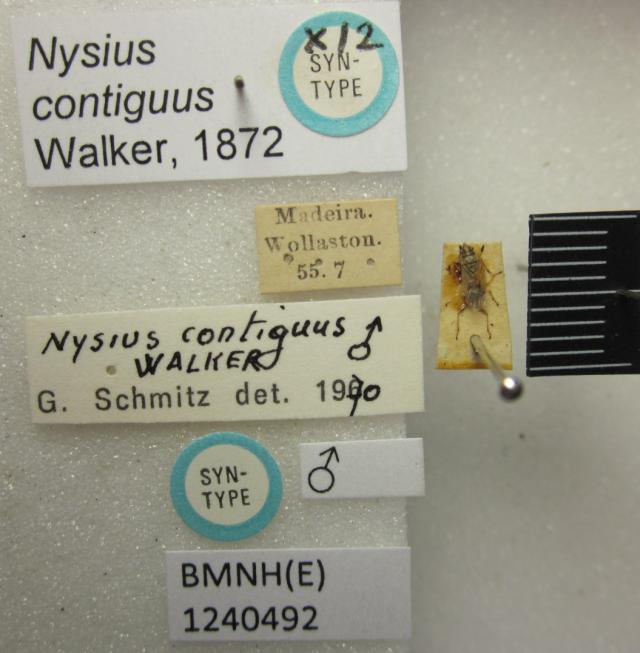 Nysius
contiguus
Walker, 1872
x12
SYN-
TYPE
Madeira.
Wollaston.
55. 7
Nysius contiguus ♂
WALKER
G. Schmitz det. 1970
SYN-
TYPE
♂
BMNH(E)
1240492